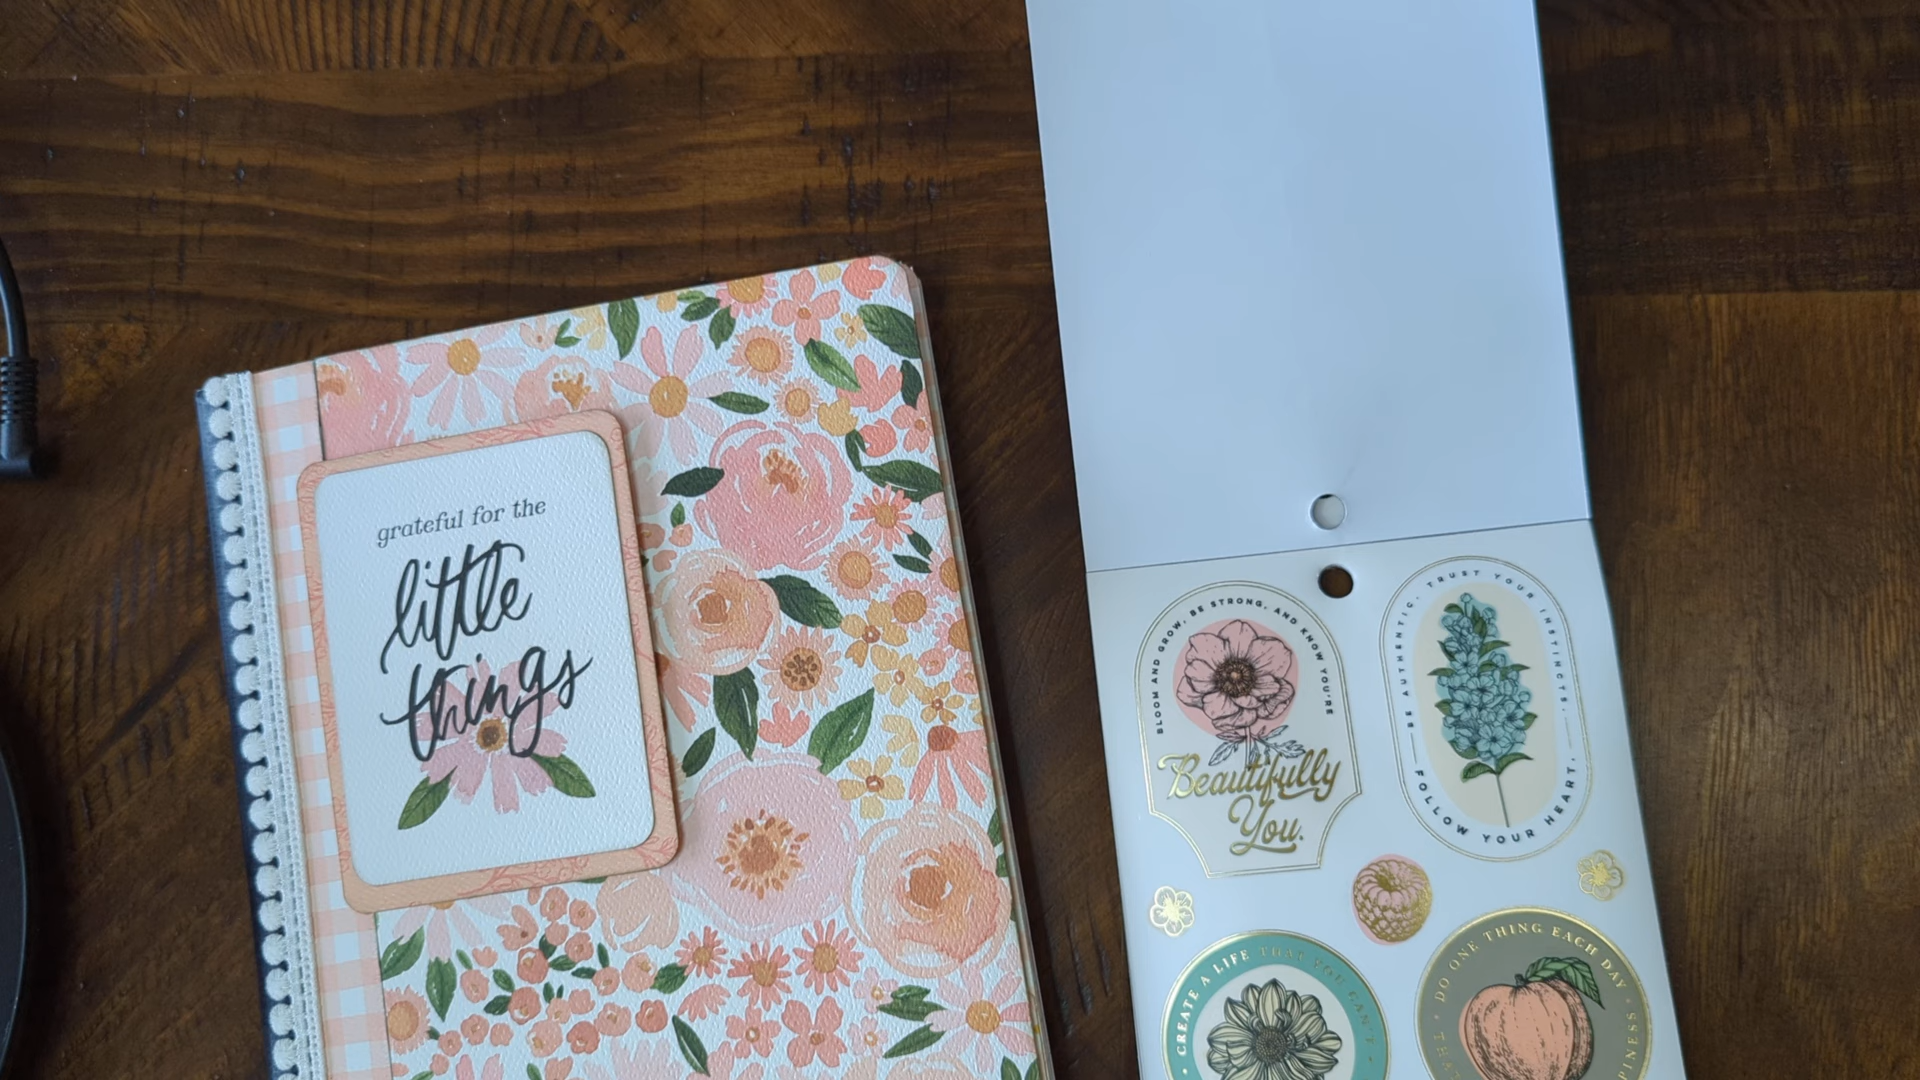 grateful for the
little
things
BLOOM AND GROW, BE STRONG, AND KNOW YOU'RE
Beautifully
You.
BE AUTHENTIC. TRUST YOUR INSTINCTS.
FOLLOW YOUR HEART.
CREATE A LIFE THAT YOU CAN'T
DO ONE THING EACH DAY